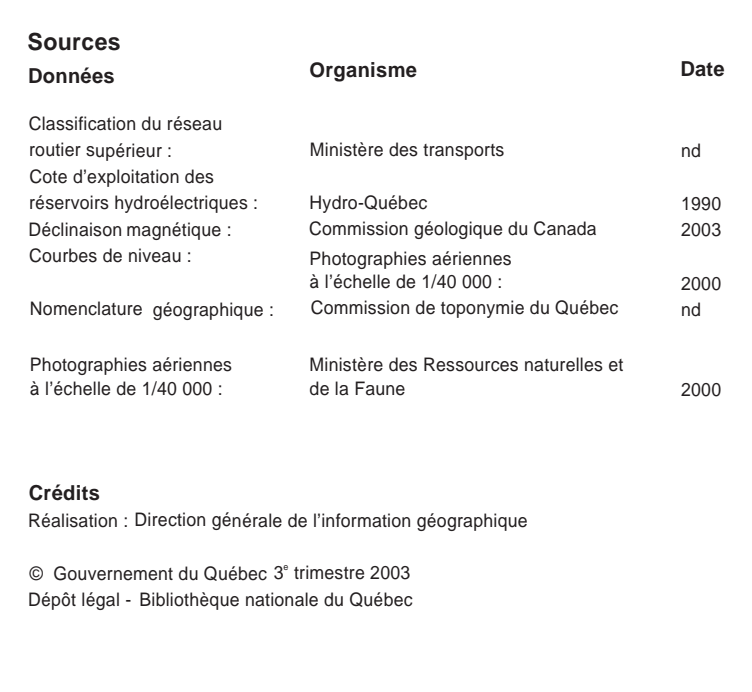 Sources
Données Organisme Date
Classification du réseau
routier supérieur : Ministère des transports nd
Cote d'exploitation des
réservoirs hydroélectriques : Hydro-Québec 1990
Déclinaison magnétique : Commission géologique du Canada 2003
Courbes de niveau : Photographies aériennes
à l'échelle de 1/40 000 : 2000
Nomenclature géographique : Commission de toponymie du Québec nd
Photographies aériennes Ministère des Ressources naturelles et
à l'échelle de 1/40 000 : de la Faune 2000
Crédits
Réalisation : Direction générale de l'information géographique
© Gouvernement du Québec 3e trimestre 2003
Dépôt légal - Bibliothèque nationale du Québec